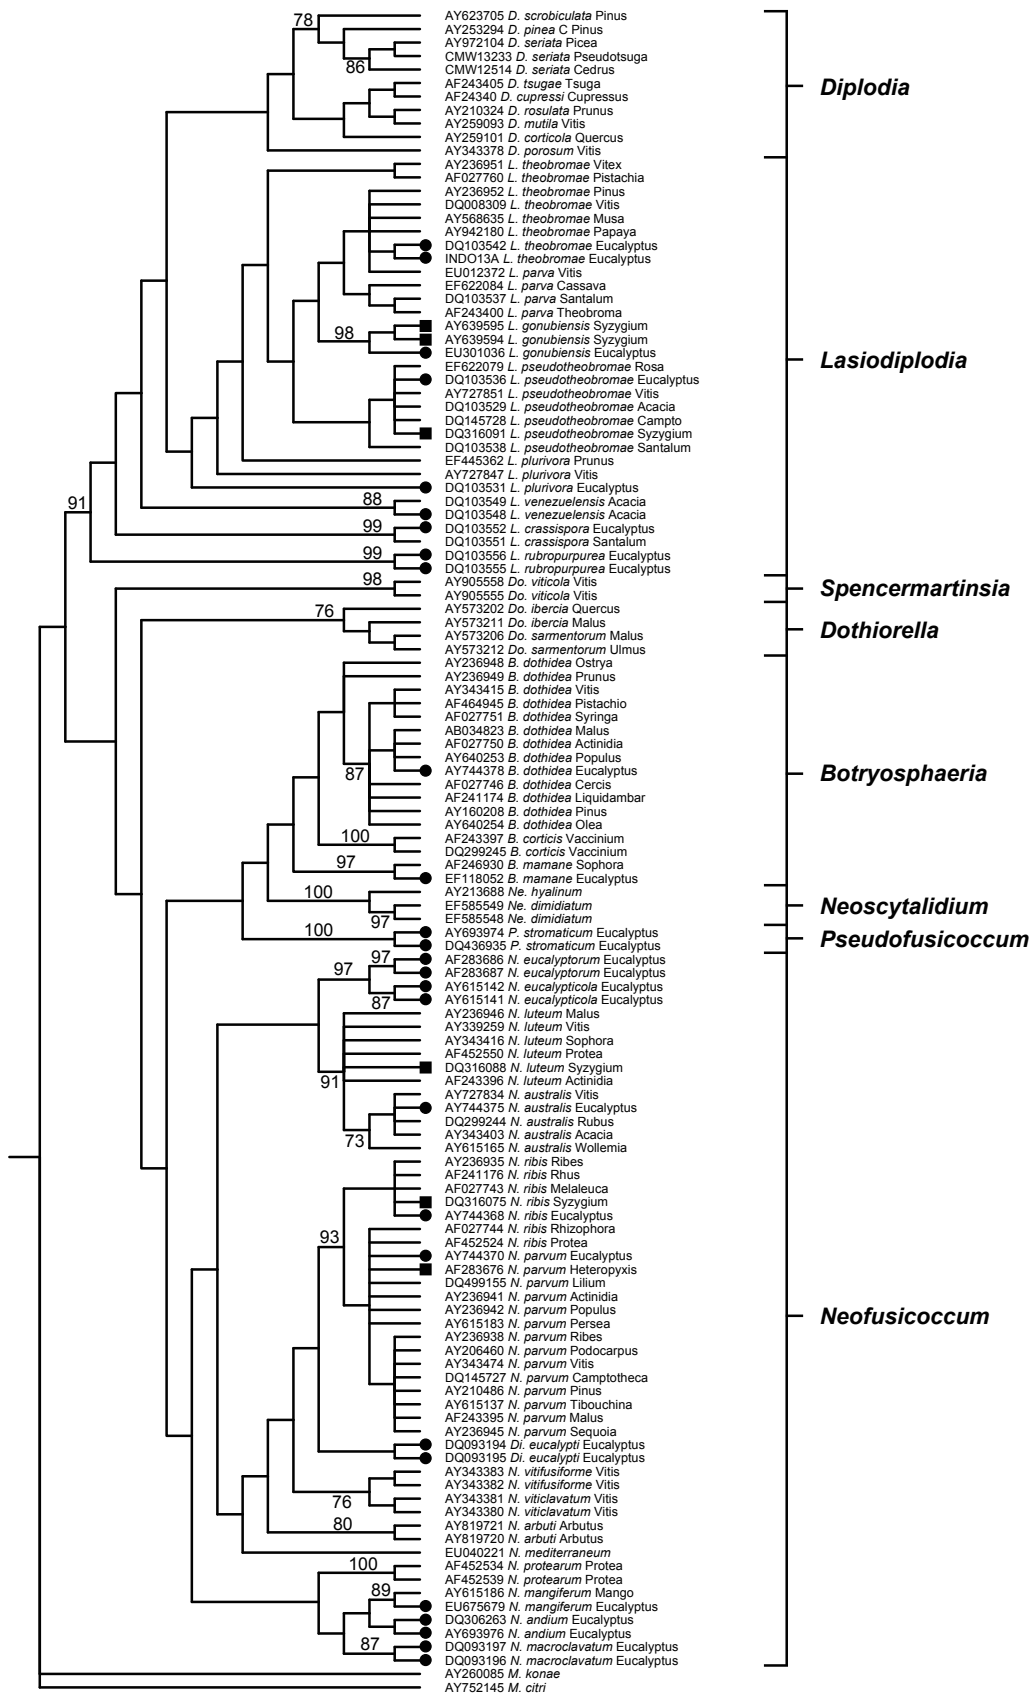 78
AY623705 D. scrobiculata Pinus
AY253294 D. pinea C Pinus
AY972104 D. seriata Picea
CMW13233 D. seriata Pseudotsuga
86
CMW12514 D. seriata Cedrus
AF243405 D. tsugae Tsuga
Diplodia
AF24340 D. cupressi Cupressus
AY210324 D. rosulata Prunus
AY259093 D. mutila Vitis
AY259101 D. corticola Quercus
AY343378 D. porosum Vitis
AY236951 L. theobromae Vitex
AF027760 L. theobromae Pistachia
AY236952 L. theobromae Pinus
DQ008309 L. theobromae Vitis
AY568635 L. theobromae Musa
AY942180 L. theobromae Papaya
DQ103542 L. theobromae Eucalyptus
INDO13A L. theobromae Eucalyptus
EU012372 L. parva Vitis
EF622084 L. parva Cassava
DQ103537 L. parva Santalum
AF243400 L. parva Theobroma
AY639595 L. gonubiensis Syzygium
98
AY639594 L. gonubiensis Syzygium
EU301036 L. gonubiensis Eucalyptus
Lasiodiplodia
EF622079 L. pseudotheobromae Rosa
DQ103536 L. pseudotheobromae Eucalyptus
AY727851 L. pseudotheobromae Vitis
DQ103529 L. pseudotheobromae Acacia
DQ145728 L. pseudotheobromae Campto
DQ316091 L. pseudotheobromae Syzygium
DQ103538 L. pseudotheobromae Santalum
EF445362 L. plurivora Prunus
AY727847 L. plurivora Vitis
DQ103531 L. plurivora Eucalyptus
91
88
DQ103549 L. venezuelensis Acacia
DQ103548 L. venezuelensis Acacia
99
DQ103552 L. crassispora Eucalyptus
DQ103551 L. crassispora Santalum
99
DQ103556 L. rubropurpurea Eucalyptus
DQ103555 L. rubropurpurea Eucalyptus
98
AY905558 Do. viticola Vitis
Spencermartinsia
AY905555 Do. viticola Vitis
76
AY573202 Do. ibercia Quercus
AY573211 Do. ibercia Malus
Dothiorella
AY573206 Do. sarmentorum Malus
AY573212 Do. sarmentorum Ulmus
AY236948 B. dothidea Ostrya
AY236949 B. dothidea Prunus
AY343415 B. dothidea Vitis
AF464945 B. dothidea Pistachio
AF027751 B. dothidea Syringa
AB034823 B. dothidea Malus
AF027750 B. dothidea Actinidia
AY640253 B. dothidea Populus
87
AY744378 B. dothidea Eucalyptus
Botryosphaeria
AF027746 B. dothidea Cercis
AF241174 B. dothidea Liquidambar
AY160208 B. dothidea Pinus
AY640254 B. dothidea Olea
100
AF243397 B. corticis Vaccinium
DQ299245 B. corticis Vaccinium
97
AF246930 B. mamane Sophora
EF118052 B. mamane Eucalyptus
100
AY213688 Ne. hyalinum
EF585549 Ne. dimidiatum
Neoscytalidium
97
EF585548 Ne. dimidiatum
100
AY693974 P. stromaticum Eucalyptus
Pseudofusicoccum
DQ436935 P. stromaticum Eucalyptus
97
AF283686 N. eucalyptorum Eucalyptus
97
AF283687 N. eucalyptorum Eucalyptus
AY615142 N. eucalypticola Eucalyptus
87
AY615141 N. eucalypticola Eucalyptus
AY236946 N. luteum Malus
AY339259 N. luteum Vitis
AY343416 N. luteum Sophora
AF452550 N. luteum Protea
DQ316088 N. luteum Syzygium
91
AF243396 N. luteum Actinidia
AY727834 N. australis Vitis
AY744375 N. australis Eucalyptus
DQ299244 N. australis Rubus
AY343403 N. australis Acacia
73
AY615165 N. australis Wollemia
AY236935 N. ribis Ribes
AF241176 N. ribis Rhus
AF027743 N. ribis Melaleuca
DQ316075 N. ribis Syzygium
AY744368 N. ribis Eucalyptus
AF027744 N. ribis Rhizophora
93
AF452524 N. ribis Protea
AY744370 N. parvum Eucalyptus
AF283676 N. parvum Heteropyxis
DQ499155 N. parvum Lilium
AY236941 N. parvum Actinidia
AY236942 N. parvum Populus
Neofusicoccum
AY615183 N. parvum Persea
AY236938 N. parvum Ribes
AY206460 N. parvum Podocarpus
AY343474 N. parvum Vitis
DQ145727 N. parvum Camptotheca
AY210486 N. parvum Pinus
AY615137 N. parvum Tibouchina
AF243395 N. parvum Malus
AY236945 N. parvum Sequoia
DQ093194 Di. eucalypti Eucalyptus
DQ093195 Di. eucalypti Eucalyptus
AY343383 N. vitifusiforme Vitis
AY343382 N. vitifusiforme Vitis
76
AY343381 N. viticlavatum Vitis
AY343380 N. viticlavatum Vitis
80
AY819721 N. arbuti Arbutus
AY819720 N. arbuti Arbutus
EU040221 N. mediterraneum
100
AF452534 N. protearum Protea
AF452539 N. protearum Protea
89
AY615186 N. mangiferum Mango
EU675679 N. mangiferum Eucalyptus
DQ306263 N. andium Eucalyptus
AY693976 N. andium Eucalyptus
87
DQ093197 N. macroclavatum Eucalyptus
DQ093196 N. macroclavatum Eucalyptus
AY260085 M. konae
AY752145 M. citri